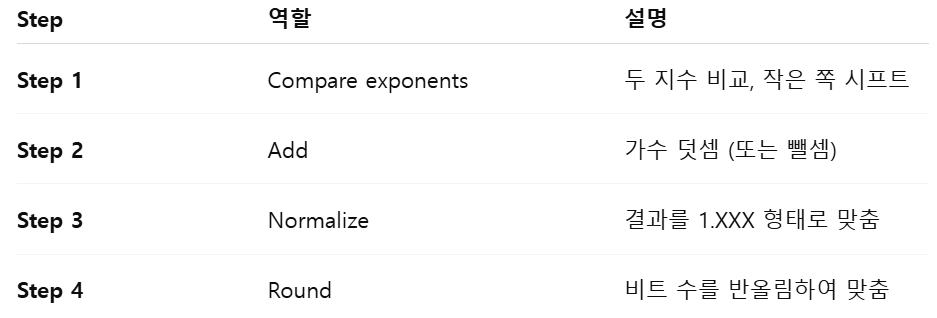 Step 역할 설명
Step 1 Compare exponents 두 지수 비교, 작은 쪽 시프트
Step 2 Add 가수 덧셈 (또는 뺄셈)
Step 3 Normalize 결과를 1.XXX 형태로 맞춤
Step 4 Round 비트 수를 반올림하여 맞춤